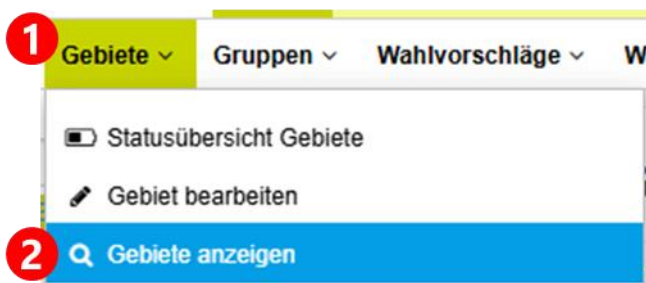 1 Gebiete Gruppen Wahlvorschläge W
Statusübersicht Gebiete
Gebiet bearbeiten
2 Gebiete anzeigen